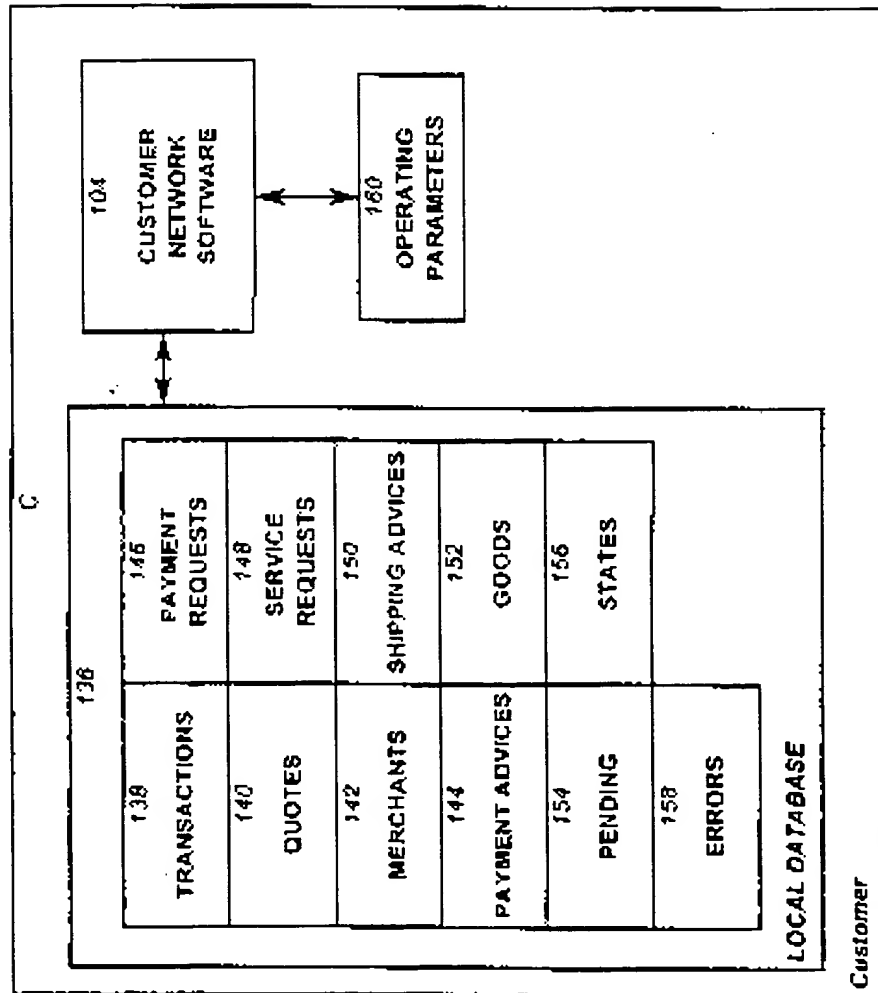 C
136
138
TRANSACTIONS
146
PAYMENT
REQUESTS
140
QUOTES
148
SERVICE
REQUESTS
142
MERCHANTS
150
SHIPPING ADVICES
144
PAYMENT ADVICES
152
GOODS
154
PENDING
156
STATES
158
ERRORS
LOCAL DATABASE
104
CUSTOMER
NETWORK
SOFTWARE
160
OPERATING
PARAMETERS
Customer